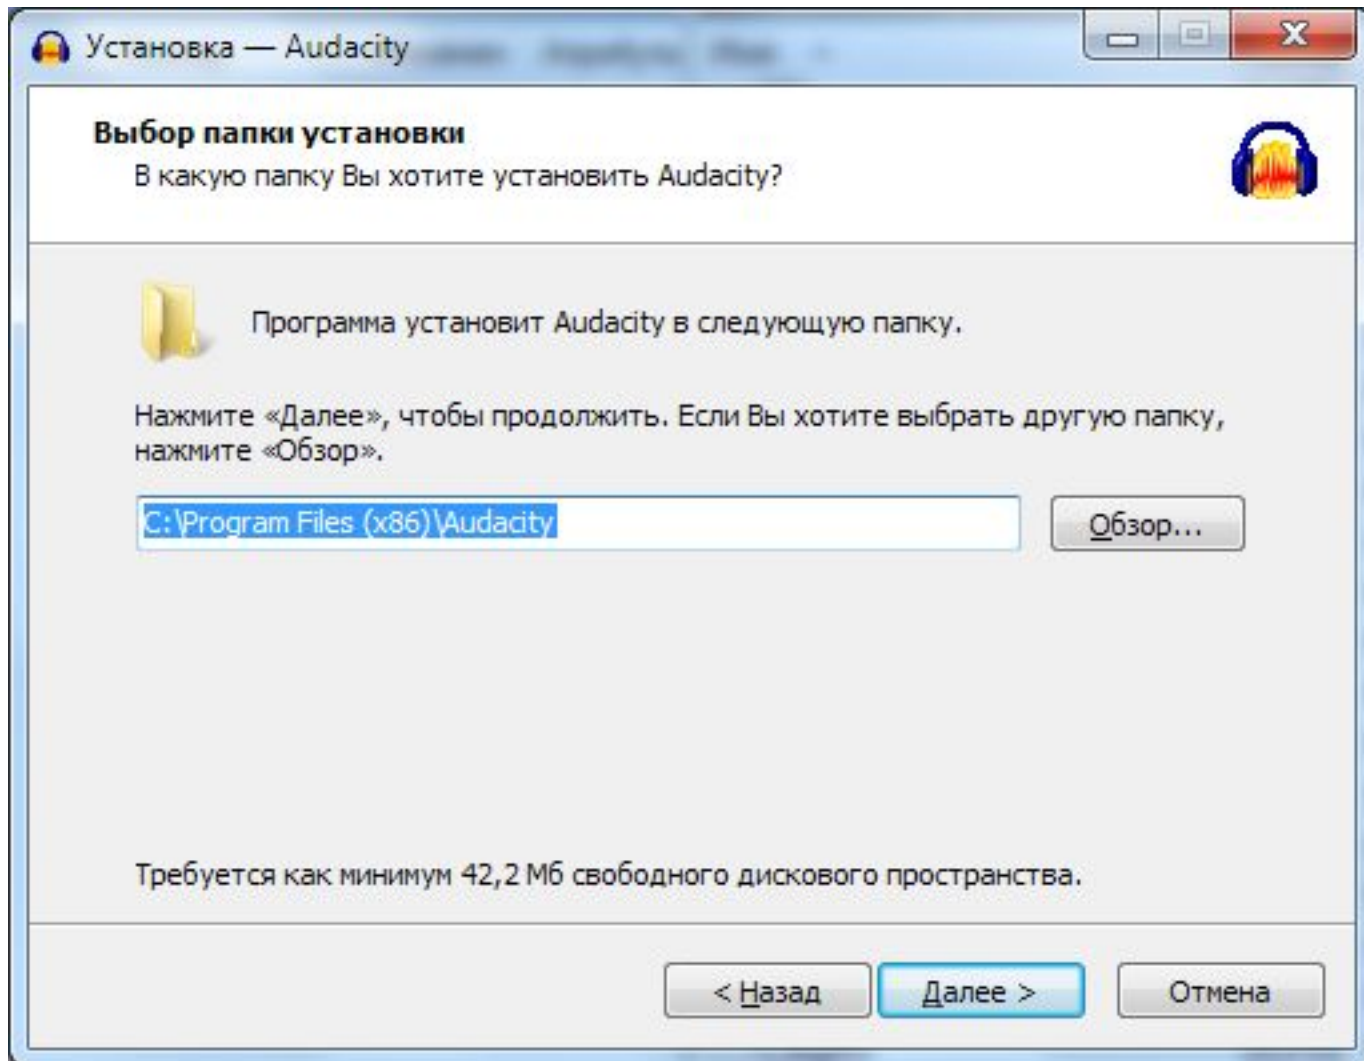 Установка — Audacity
Выбор папки установки
В какую папку Вы хотите установить Audacity?
Программа установит Audacity в следующую папку.
Нажмите «Далее», чтобы продолжить. Если Вы хотите выбрать другую папку,
нажмите «Обзор».
C:\Program Files (x86)\Audacity
Обзор...
Требуется как минимум 42,2 Мб свободного дискового пространства.
< Назад Далее > Отмена